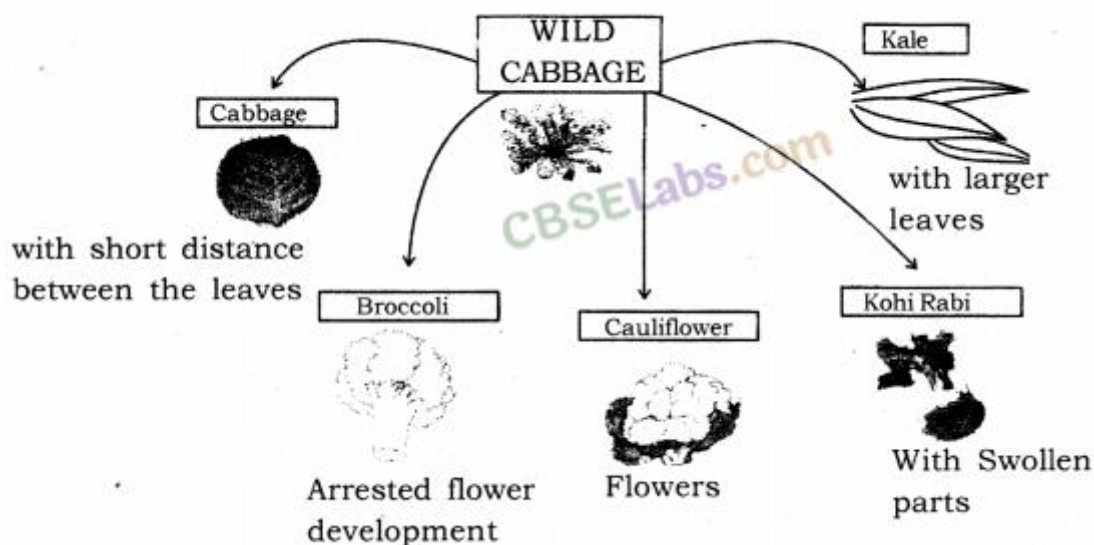 WILD
CABBAGE
Kale
Cabbage
CBSELabs.com
with larger
leaves
with short distance
between the leaves
Broccoli
Cauliflower
Kohi Rabi
Arrested flower
development
Flowers
With Swollen
parts